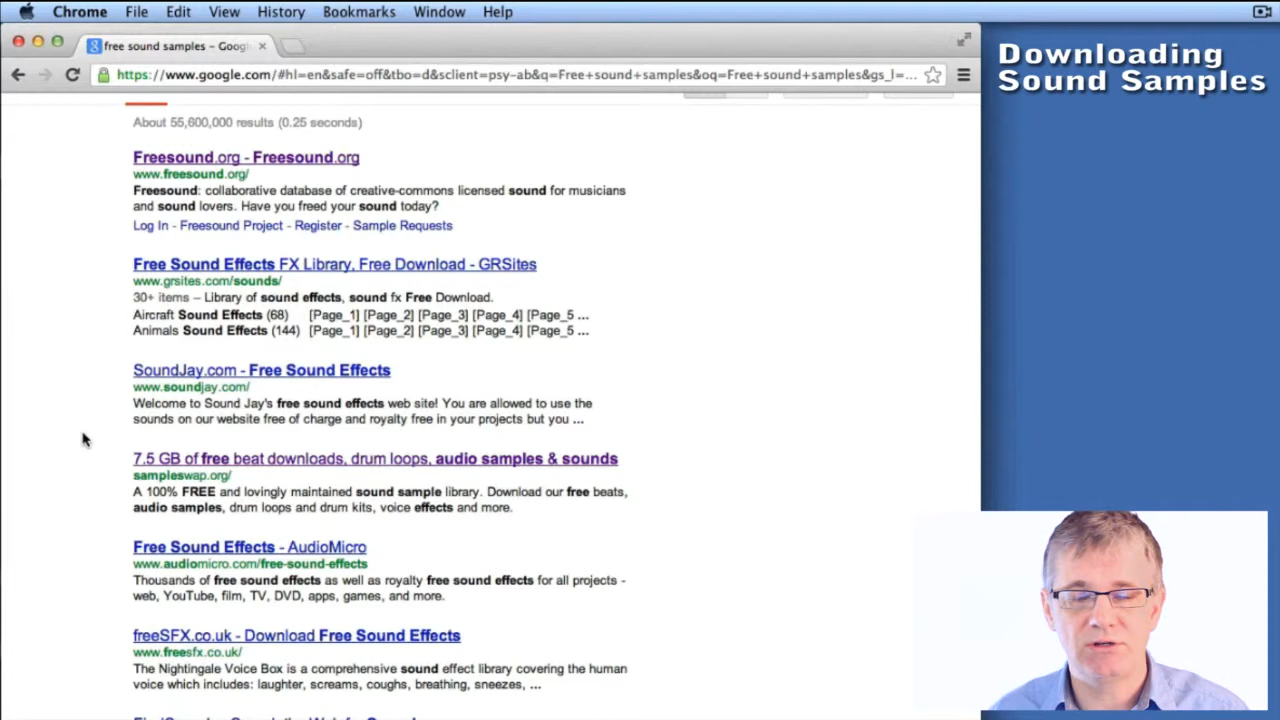 Chrome File Edit View History Bookmarks Window Help
free sound samples – Goog
https://www.google.com/#hl=en&safe=off&tbo=d&sclient=psy-ab&q=Free+sound+samples&oq=Free+sound+samples&gs_l=...
Downloading
Sound Samples
About 55,600,000 results (0.25 seconds)
Freesound.org - Freesound.org
www.freesound.org/
Freesound: collaborative database of creative-commons licensed sound for musicians
and sound lovers. Have you freed your sound today?
Log In - Freesound Project - Register - Sample Requests
Free Sound Effects FX Library, Free Download - GRSites
www.grsites.com/sounds/
30+ items – Library of sound effects, sound fx Free Download.
Aircraft Sound Effects (68) [Page_1] [Page_2] [Page_3] [Page_4] [Page_5 ...
Animals Sound Effects (144) [Page_1] [Page_2] [Page_3] [Page_4] [Page_5 ...
SoundJay.com - Free Sound Effects
www.soundjay.com/
Welcome to Sound Jay's free sound effects web site! You are allowed to use the
sounds on our website free of charge and royalty free in your projects but you ...
7.5 GB of free beat downloads, drum loops, audio samples & sounds
sampleswap.org/
A 100% FREE and lovingly maintained sound sample library. Download our free beats,
audio samples, drum loops and drum kits, voice effects and more.
Free Sound Effects - AudioMicro
www.audiomicro.com/free-sound-effects
Thousands of free sound effects as well as royalty free sound effects for all projects -
web, YouTube, film, TV, DVD, apps, games, and more.
freeSFX.co.uk - Download Free Sound Effects
www.freesfx.co.uk/
The Nightingale Voice Box is a comprehensive sound effect library covering the human
voice which includes: laughter, screams, coughs, breathing, sneezes, ...